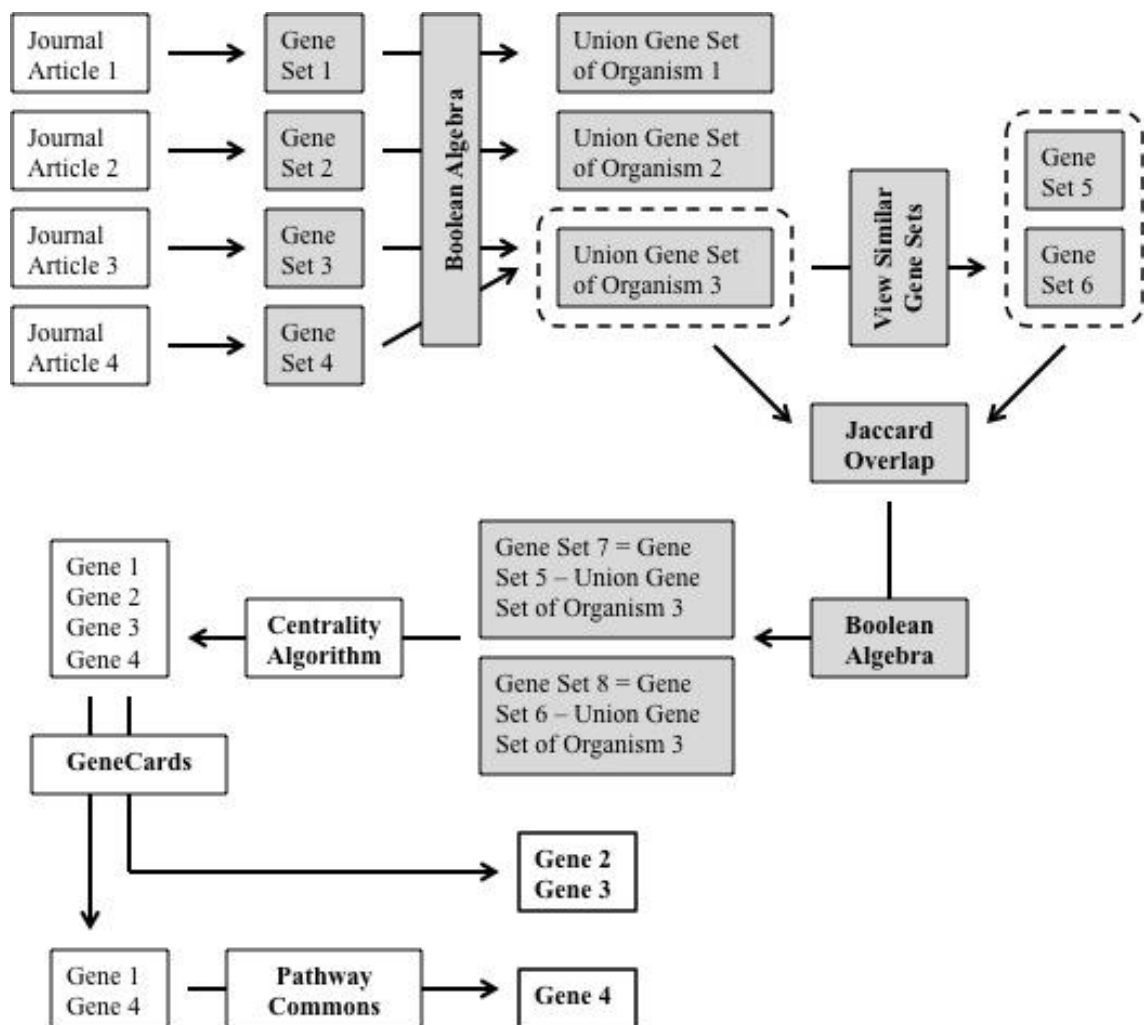 Journal
Article 1
Gene
Set 1
Union Gene Set
of Organism 1
Journal
Article 2
Gene
Set 2
Union Gene Set
of Organism 2
Journal
Article 3
Gene
Set 3
Union Gene Set
of Organism 3
Journal
Article 4
Gene
Set 4
Boolean Algebra
View Similar
Gene Sets
Gene
Set 5
Gene
Set 6
Jaccard
Overlap
Boolean
Algebra
Gene Set 7 = Gene
Set 5 – Union Gene
Set of Organism 3
Gene Set 8 = Gene
Set 6 – Union Gene
Set of Organism 3
Centrality
Algorithm
Gene 1
Gene 2
Gene 3
Gene 4
GeneCards
Gene 2
Gene 3
Gene 1
Gene 4
Pathway
Commons
Gene 4